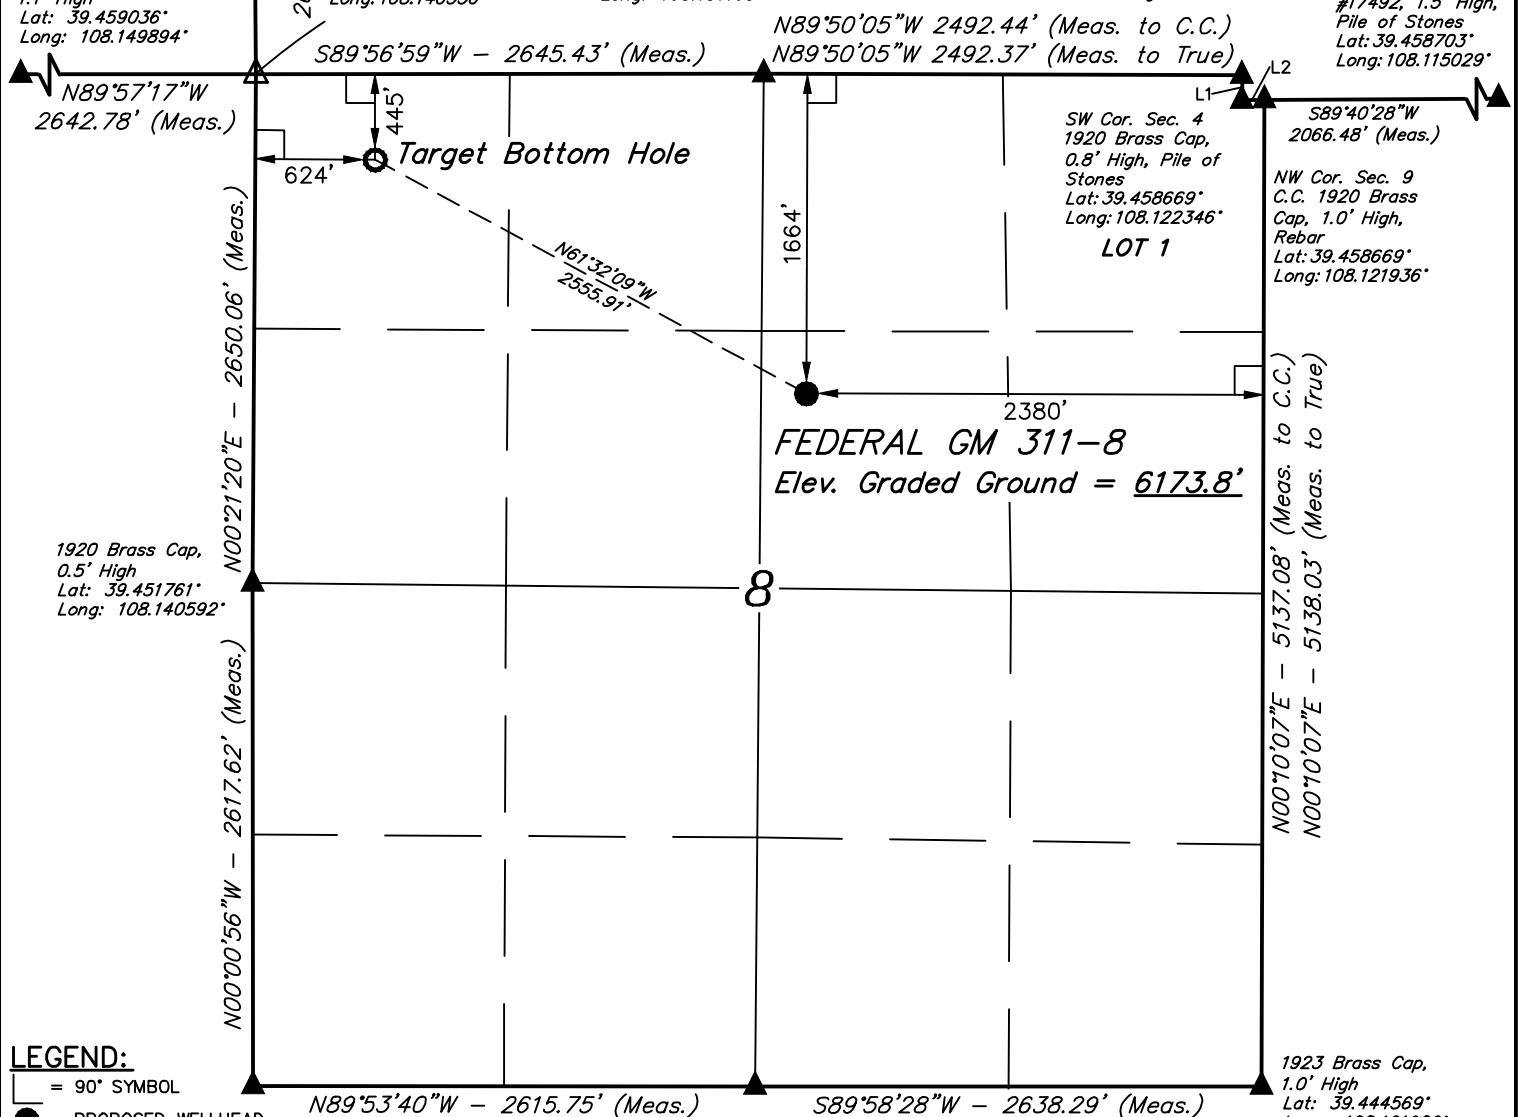 Lat: 39.459036°
Long: 108.149894°
N89°57'17"W
2642.78' (Meas.)
S89°56'59"W - 2645.43' (Meas.)
N89°50'05"W 2492.44' (Meas. to C.C.)
N89°50'05"W 2492.37' (Meas. to True)
#17492, 1.5' High,
Pile of Stones
Lat: 39.458703°
Long: 108.115029°
L1
L2
S89°40'28"W
2066.48' (Meas.)
445'
624'
Target Bottom Hole
SW Cor. Sec. 4
1920 Brass Cap,
0.8' High, Pile of
Stones
Lat: 39.458669°
Long: 108.122346°
LOT 1
NW Cor. Sec. 9
C.C. 1920 Brass
Cap, 1.0' High,
Rebar
Lat: 39.458669°
Long: 108.121936°
N61°32'09"W
2555.91'
1664'
2380'
FEDERAL GM 311-8
Elev. Graded Ground = 6173.8'
N00°21'20"E - 2650.06' (Meas.)
1920 Brass Cap,
0.5' High
Lat: 39.451761°
Long: 108.140592°
8
N00°10'07"E - 5137.08' (Meas. to C.C.)
N00°10'07"E - 5138.03' (Meas. to True)
N00°00'56"W - 2617.62' (Meas.)
LEGEND:
= 90° SYMBOL
PROPOSED WELLHEAD
N89°53'40"W - 2615.75' (Meas.)
S89°58'28"W - 2638.29' (Meas.)
1923 Brass Cap,
1.0' High
Lat: 39.444569°